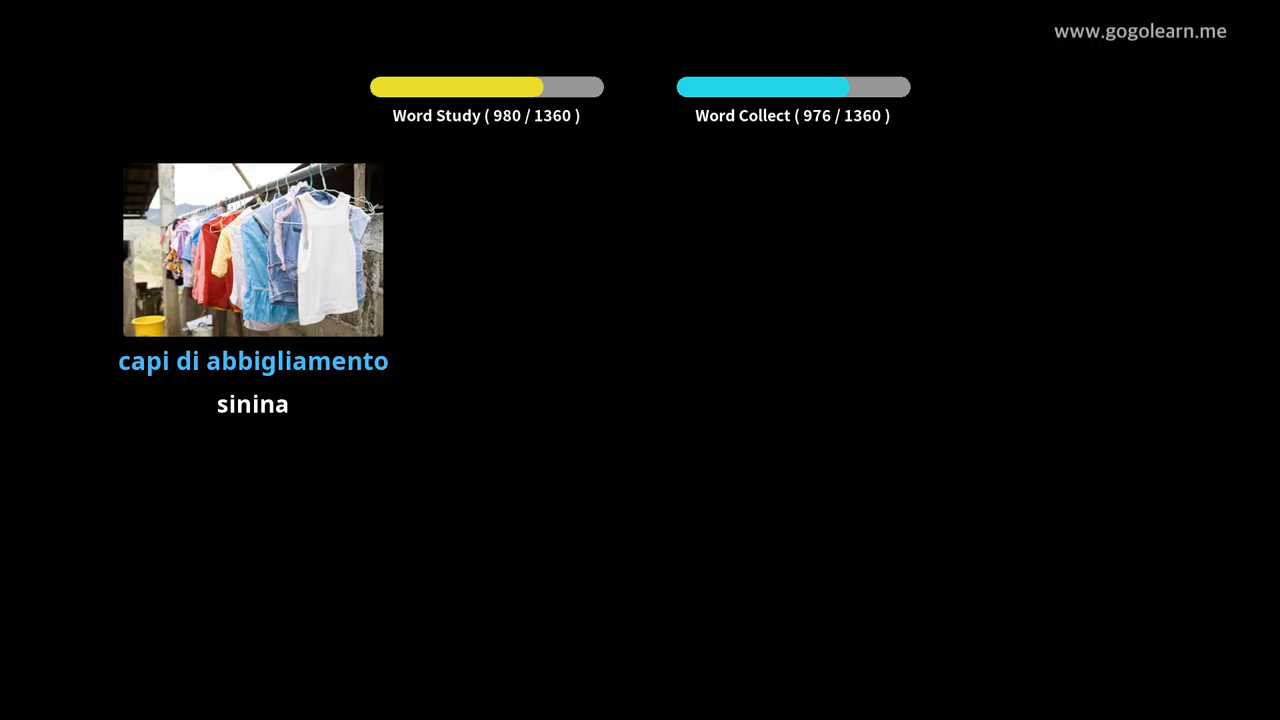 www.gogolearn.me
Word Study ( 980 / 1360 )
Word Collect ( 976 / 1360 )
capi di abbigliamento
sinina